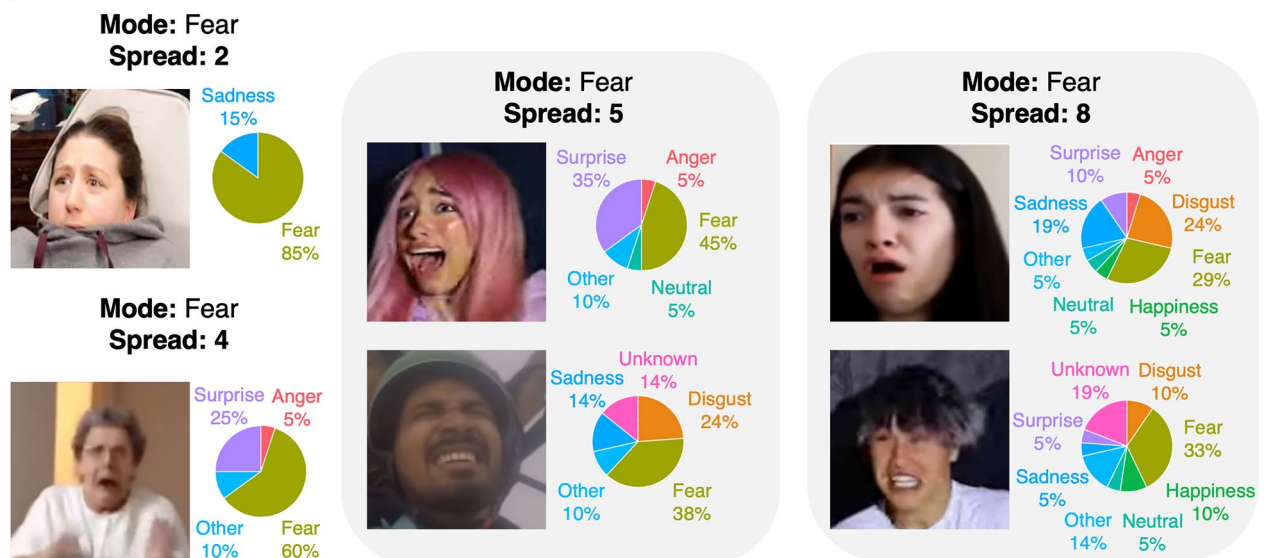 Mode: Fear
Spread: 2
Sadness
15%
Fear
85%
Mode: Fear
Spread: 4
Surprise
25%
Anger
5%
Other
10%
Fear
60%
Mode: Fear
Spread: 5
Surprise
35%
Anger
5%
Fear
45%
Other
10%
Neutral
5%
Unknown
14%
Sadness
14%
Disgust
24%
Other
10%
Fear
38%
Mode: Fear
Spread: 8
Surprise
10%
Anger
5%
Sadness
19%
Disgust
24%
Other
5%
Fear
29%
Neutral
5%
Happiness
5%
Unknown
19%
Disgust
10%
Surprise
5%
Fear
33%
Sadness
5%
Happiness
10%
Other
14%
Neutral
5%